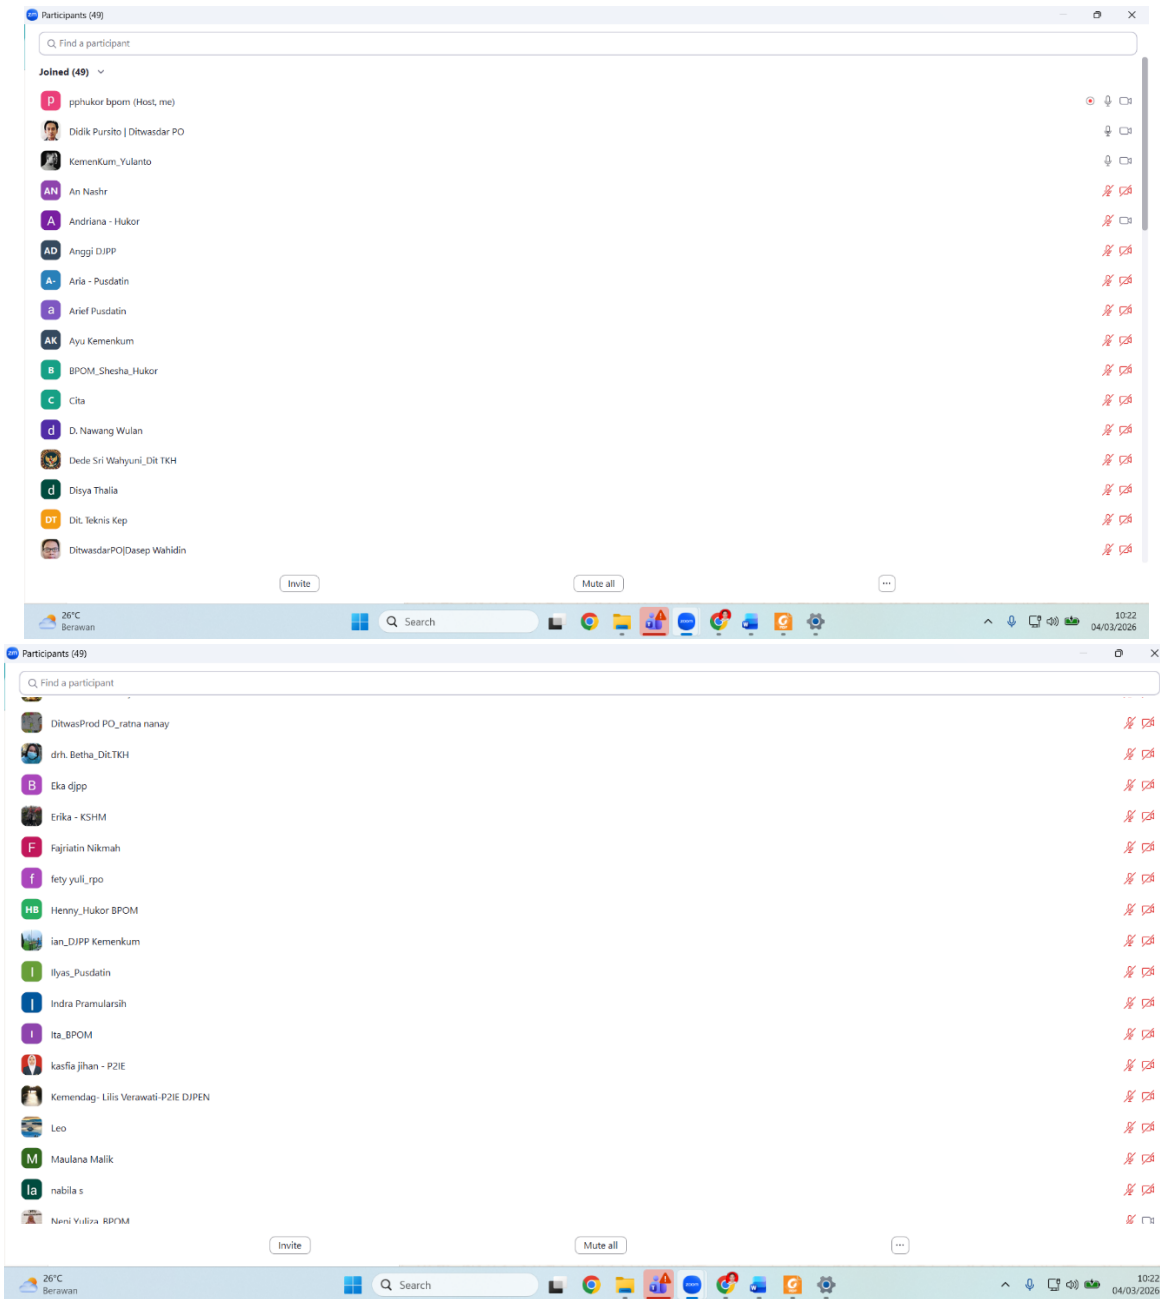 zm Participants (49)
Find a participant
Joined (49)
p pphukor bpom (Host, me)
Didik Pursito | Ditwasdar PO
KemenKum_Yulanto
AN An Nashr
A Andriana - Hukor
AD Anggi DJPP
A- Aria - Pusdatin
a Arief Pusdatin
AK Ayu Kemenkum
B BPOM_Shesha_Hukor
C Cita
d D. Nawang Wulan
Dede Sri Wahyuni_Dit TKH
d Disya Thalia
DT Dit. Teknis Kep
DitwasdarPO|Dasep Wahidin
Invite Mute all ...
26°C Search 10:22
Berawan 04/03/2026
zm Participants (49)
Find a participant
DitwasProd PO_ratna nanay
drh. Betha_Dit.TKH
B Eka djpp
Erika - KSHM
F Fajriatin Nikmah
f fety yuli_rpo
HB Henny_Hukor BPOM
ian_DJPP Kemenkum
I Ilyas_Pusdatin
I Indra Pramularsih
I Ita_BPOM
kasfia jihan - P2IE
Kemendag- Lilis Verawati-P2IE DJPEN
Leo
M Maulana Malik
la nabila s
Neni Yuliza_BPOM
Invite Mute all ...
26°C Search 10:22
Berawan 04/03/2026